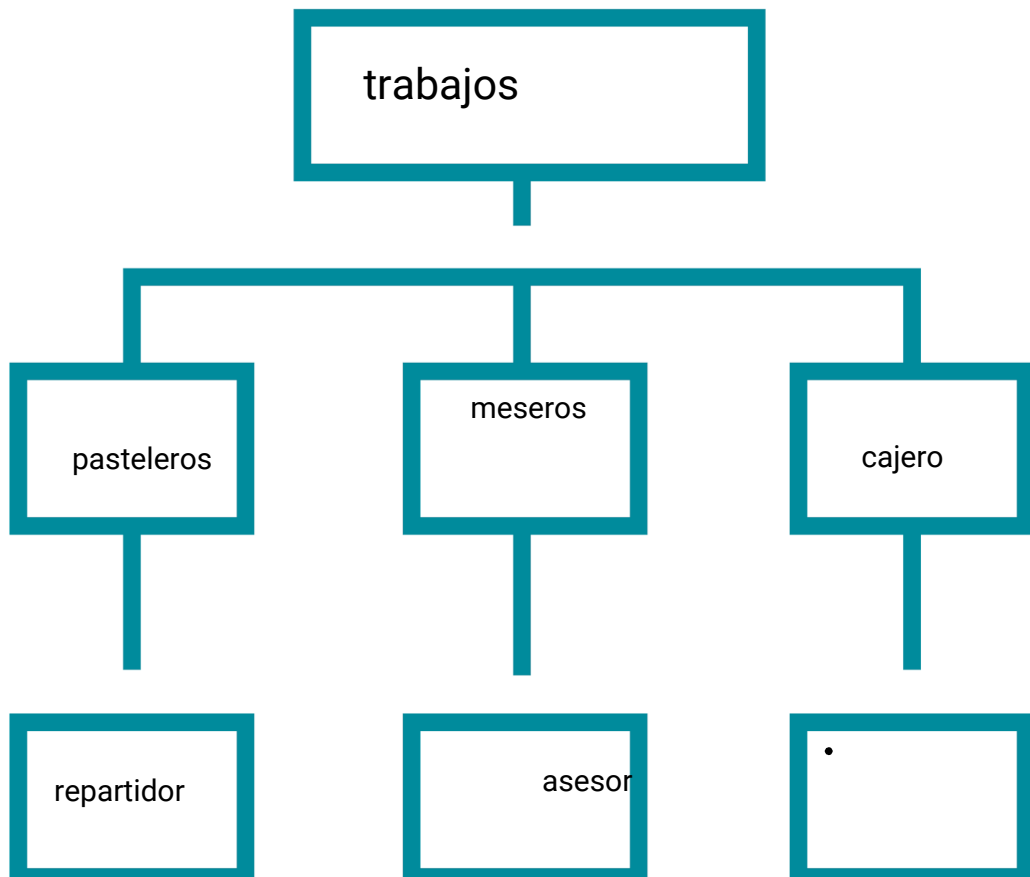 trabajos
pasteleros
meseros
cajero
repartidor
asesor
•